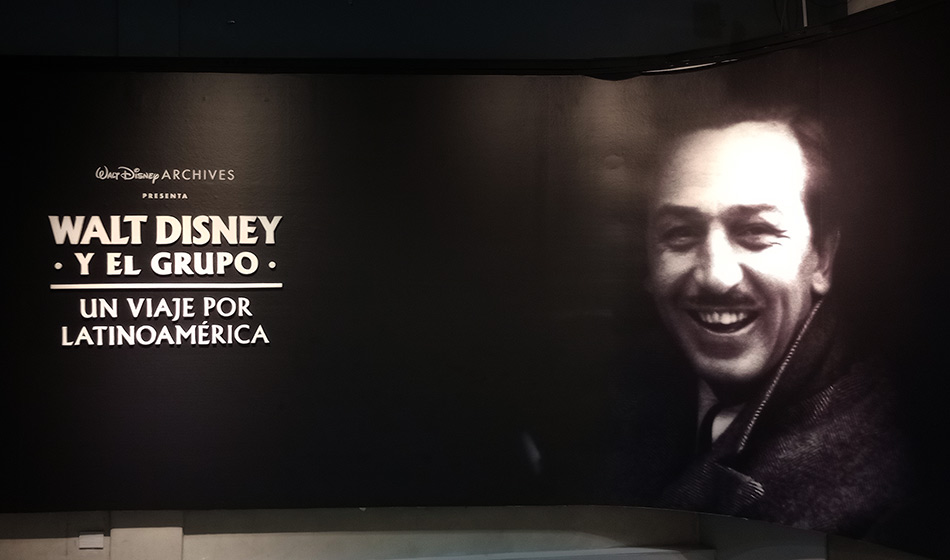 Walt Disney ARCHIVES
PRESENTA
WALT DISNEY
• Y EL GRUPO •
UN VIAJE POR
LATINOAMÉRICA